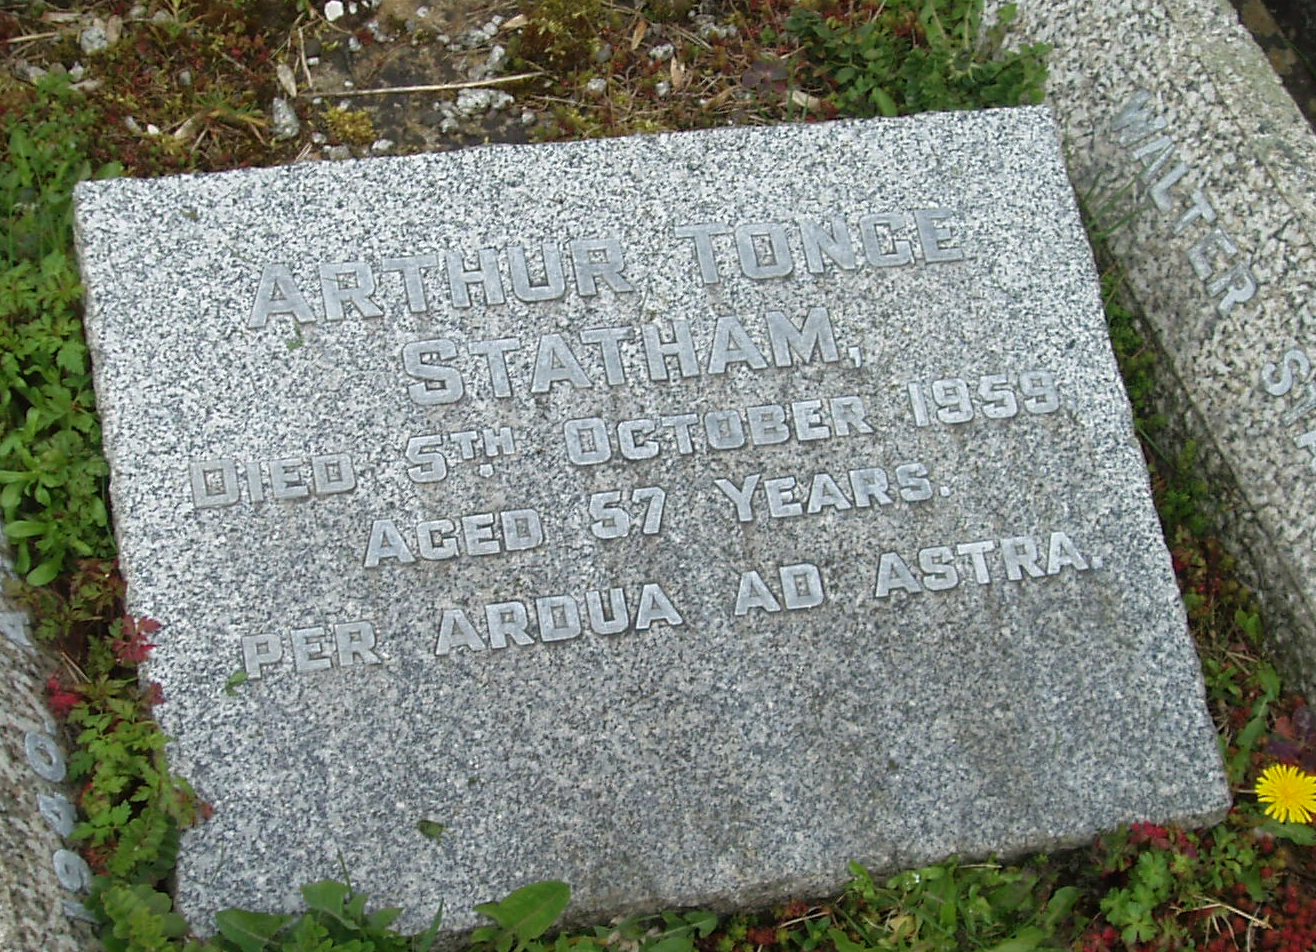 ARTHUR TONGE
STATHAM,
DIED 5TH. OCTOBER 1959
AGED 57 YEARS.
PER ARDUA AD ASTRA.
WALTER